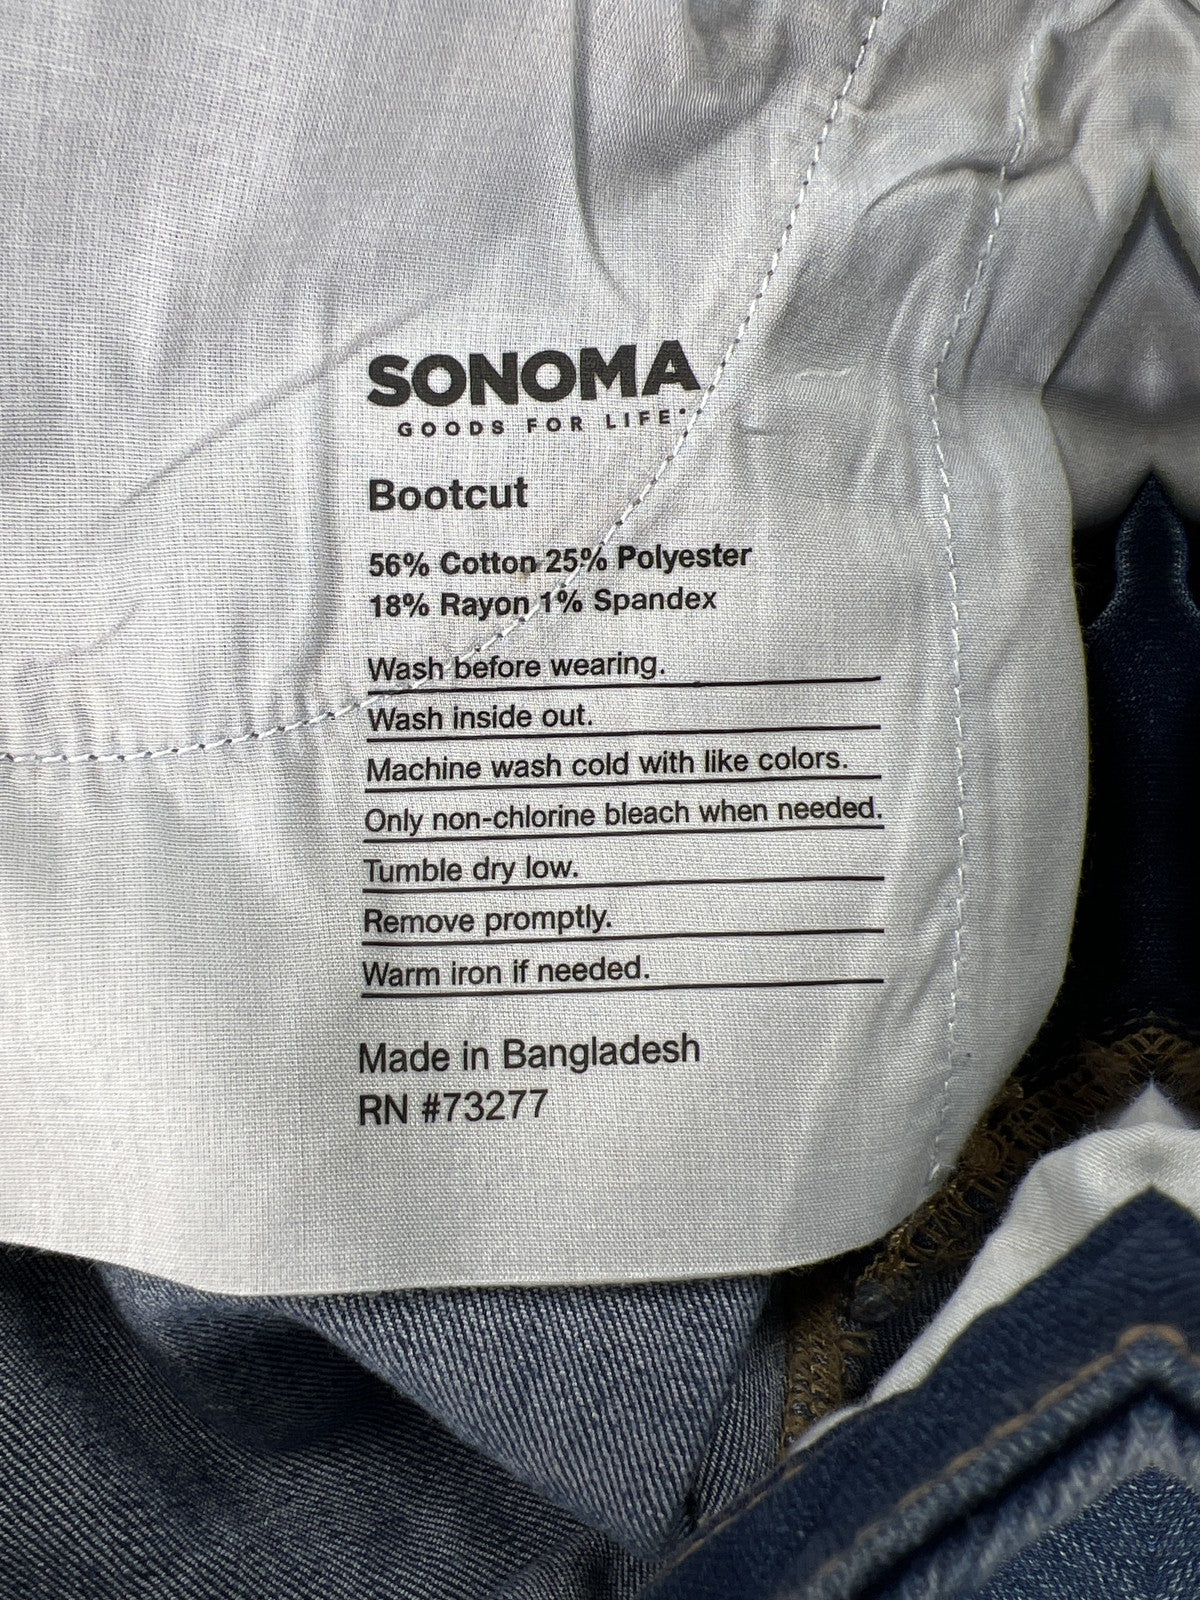 SONOMA
GOODS FOR LIFE
Bootcut
56% Cotton 25% Polyester
18% Rayon 1% Spandex
Wash before wearing.
Wash inside out.
Machine wash cold with like colors.
Only non-chlorine bleach when needed.
Tumble dry low.
Remove promptly.
Warm iron if needed.
Made in Bangladesh
RN #73277